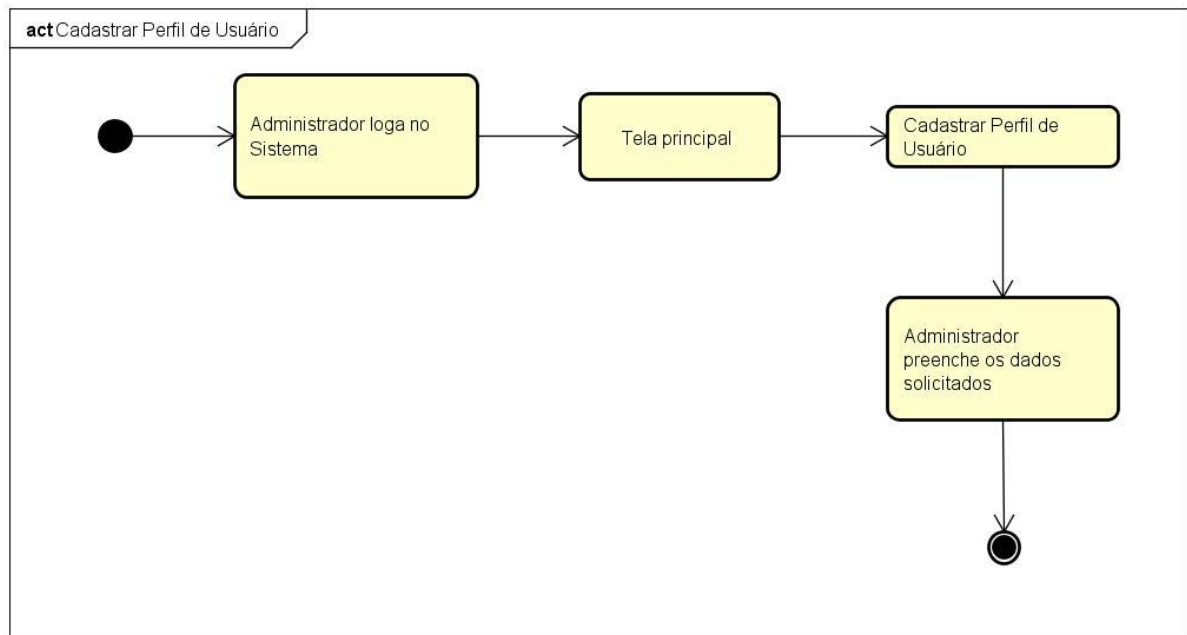 act Cadastrar Perfil de Usuário
Administrador loga no
Sistema
Tela principal
Cadastrar Perfil de
Usuário
Administrador
preenche os dados
solicitados